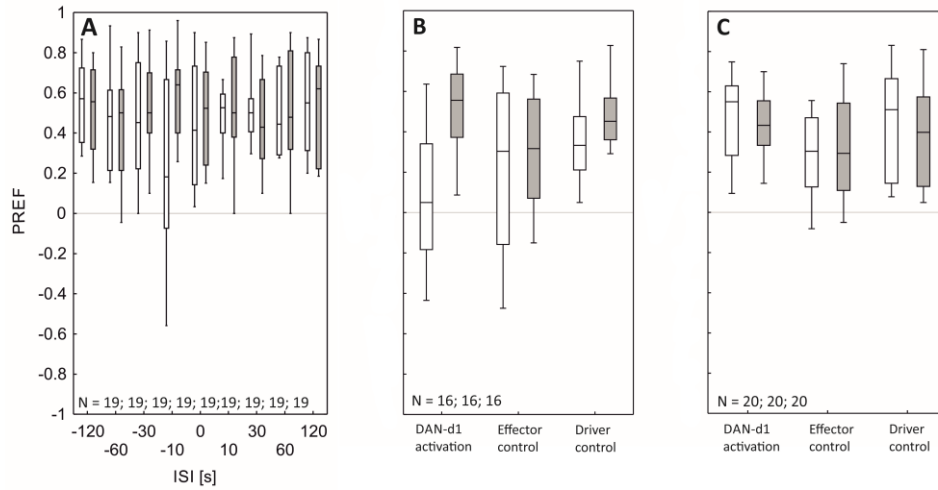 A
B
C
PREF
1
0.8
0.6
0.4
0.2
0
-0.2
-0.4
-0.6
-0.8
-1
N = 19; 19; 19; 19; 19;19; 19; 19; 19
N = 16; 16; 16
N = 20; 20; 20
-120 -30 0 30 120
-60 -10 10 60
ISI [s]
DAN-d1 Effector Driver
activation control control
DAN-d1 Effector Driver
activation control control